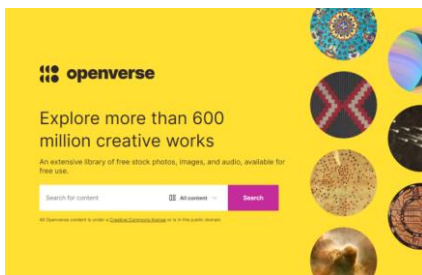 openverse
Explore more than 600
million creative works
An extensive library of free stock photos, images, and audio, available for
free use.
Search for content All content Search
All Openverse content is under a Creative Commons license or is in the public domain.